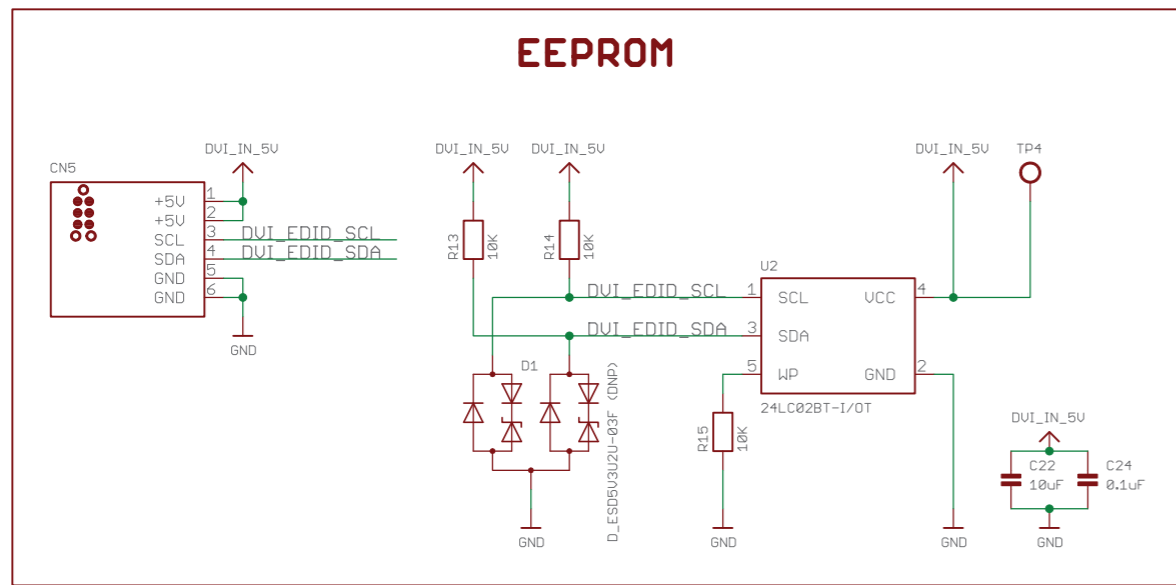 EEPROM
CN5
DVI_IN_5V
+5V 1
+5V 2
SCL 3 DVI_EDID_SCL
SDA 4 DVI_EDID_SDA
GND 5
GND 6
GND
DVI_IN_5V DVI_IN_5V
R13 10K
R14 10K
DVI_EDID_SCL
DVI_EDID_SDA
D1
D_ESD5V3U2U-03F (DNP)
GND
DVI_IN_5V
TP4
U2
1 SCL VCC 4
3 SDA
5 WP GND 2
24LC02BT-I/OT
R15 10K
GND
GND
DVI_IN_5V
C22
10uF
C24
0.1uF
GND